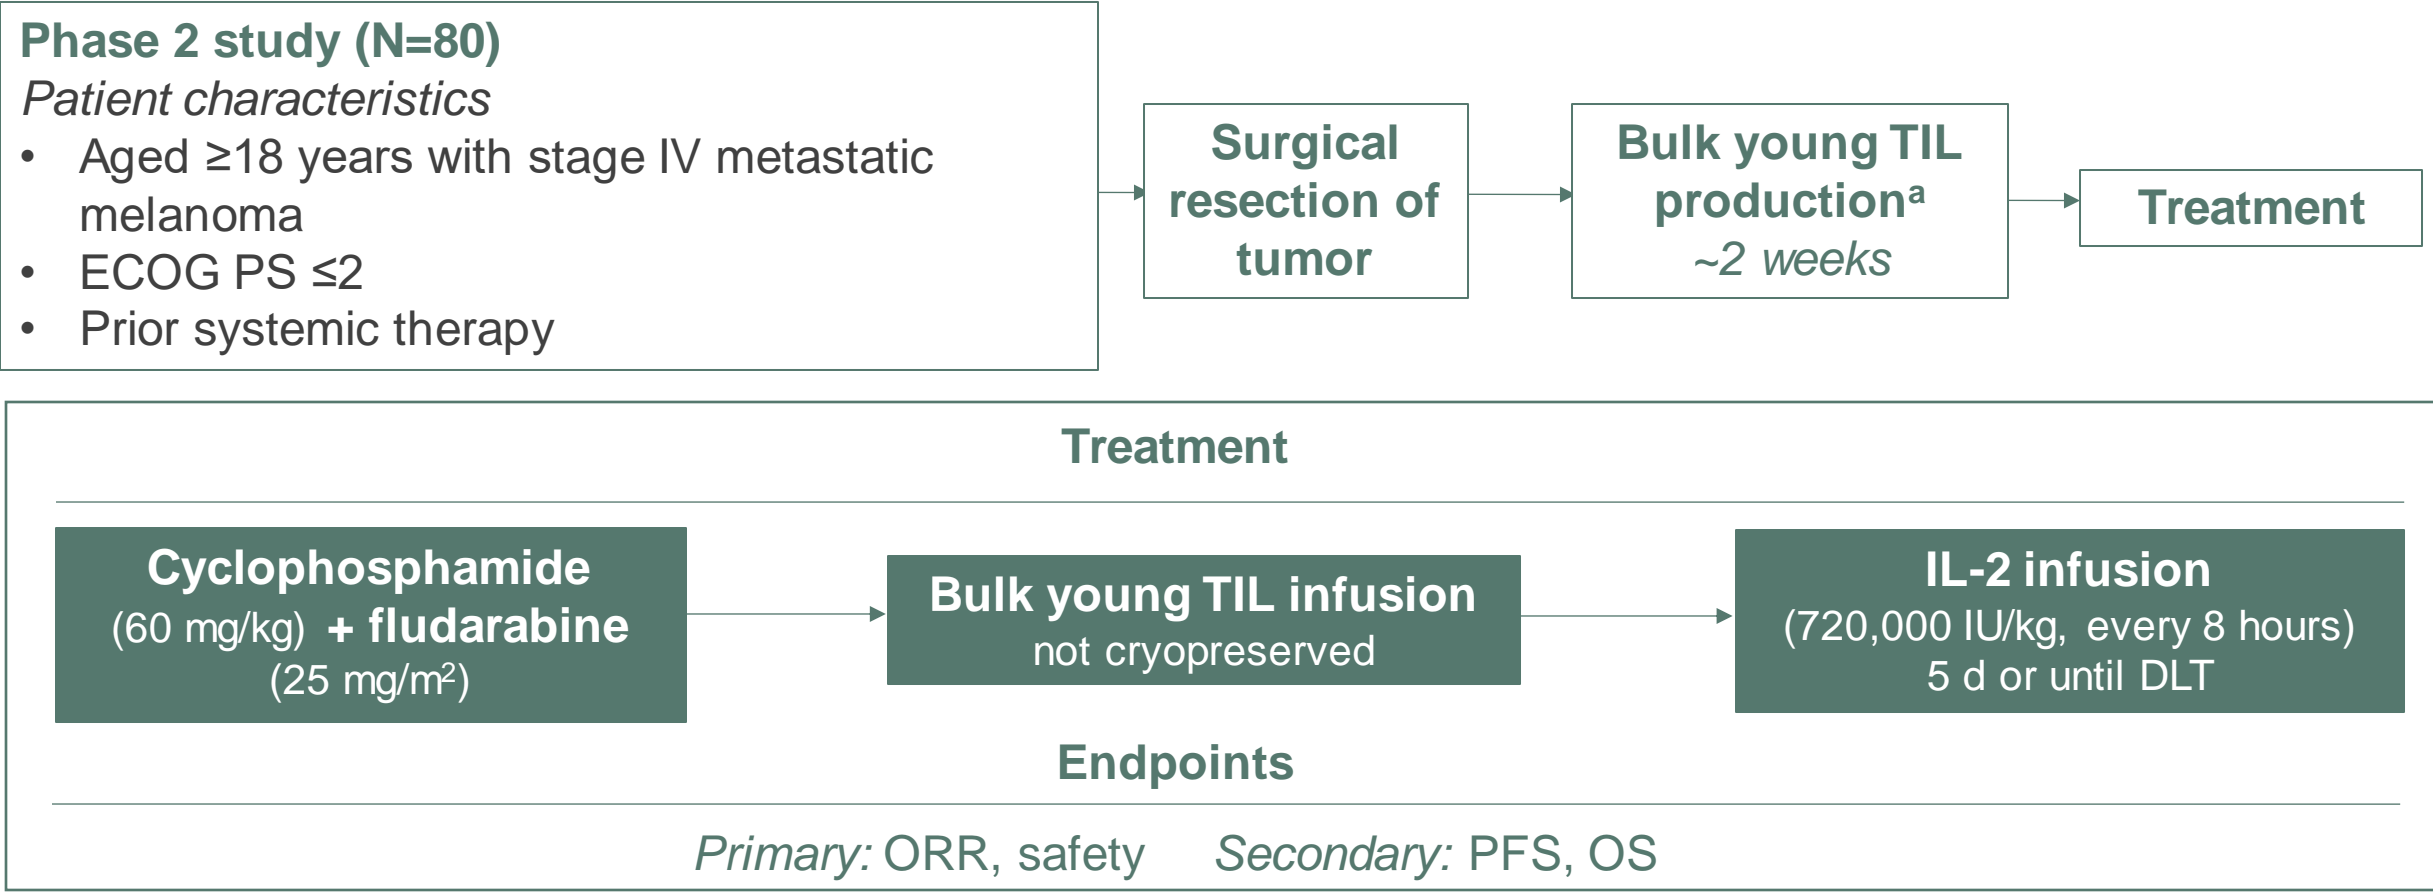 Phase 2 study (N=80)
Patient characteristics
• Aged ≥18 years with stage IV metastatic
melanoma
• ECOG PS ≤2
• Prior systemic therapy
Surgical
resection of
tumor
Bulk young TIL
productionᵃ
~2 weeks
Treatment
Treatment
Cyclophosphamide
(60 mg/kg) + fludarabine
(25 mg/m²)
Bulk young TIL infusion
not cryopreserved
IL-2 infusion
(720,000 IU/kg, every 8 hours)
5 d or until DLT
Endpoints
Primary: ORR, safety Secondary: PFS, OS